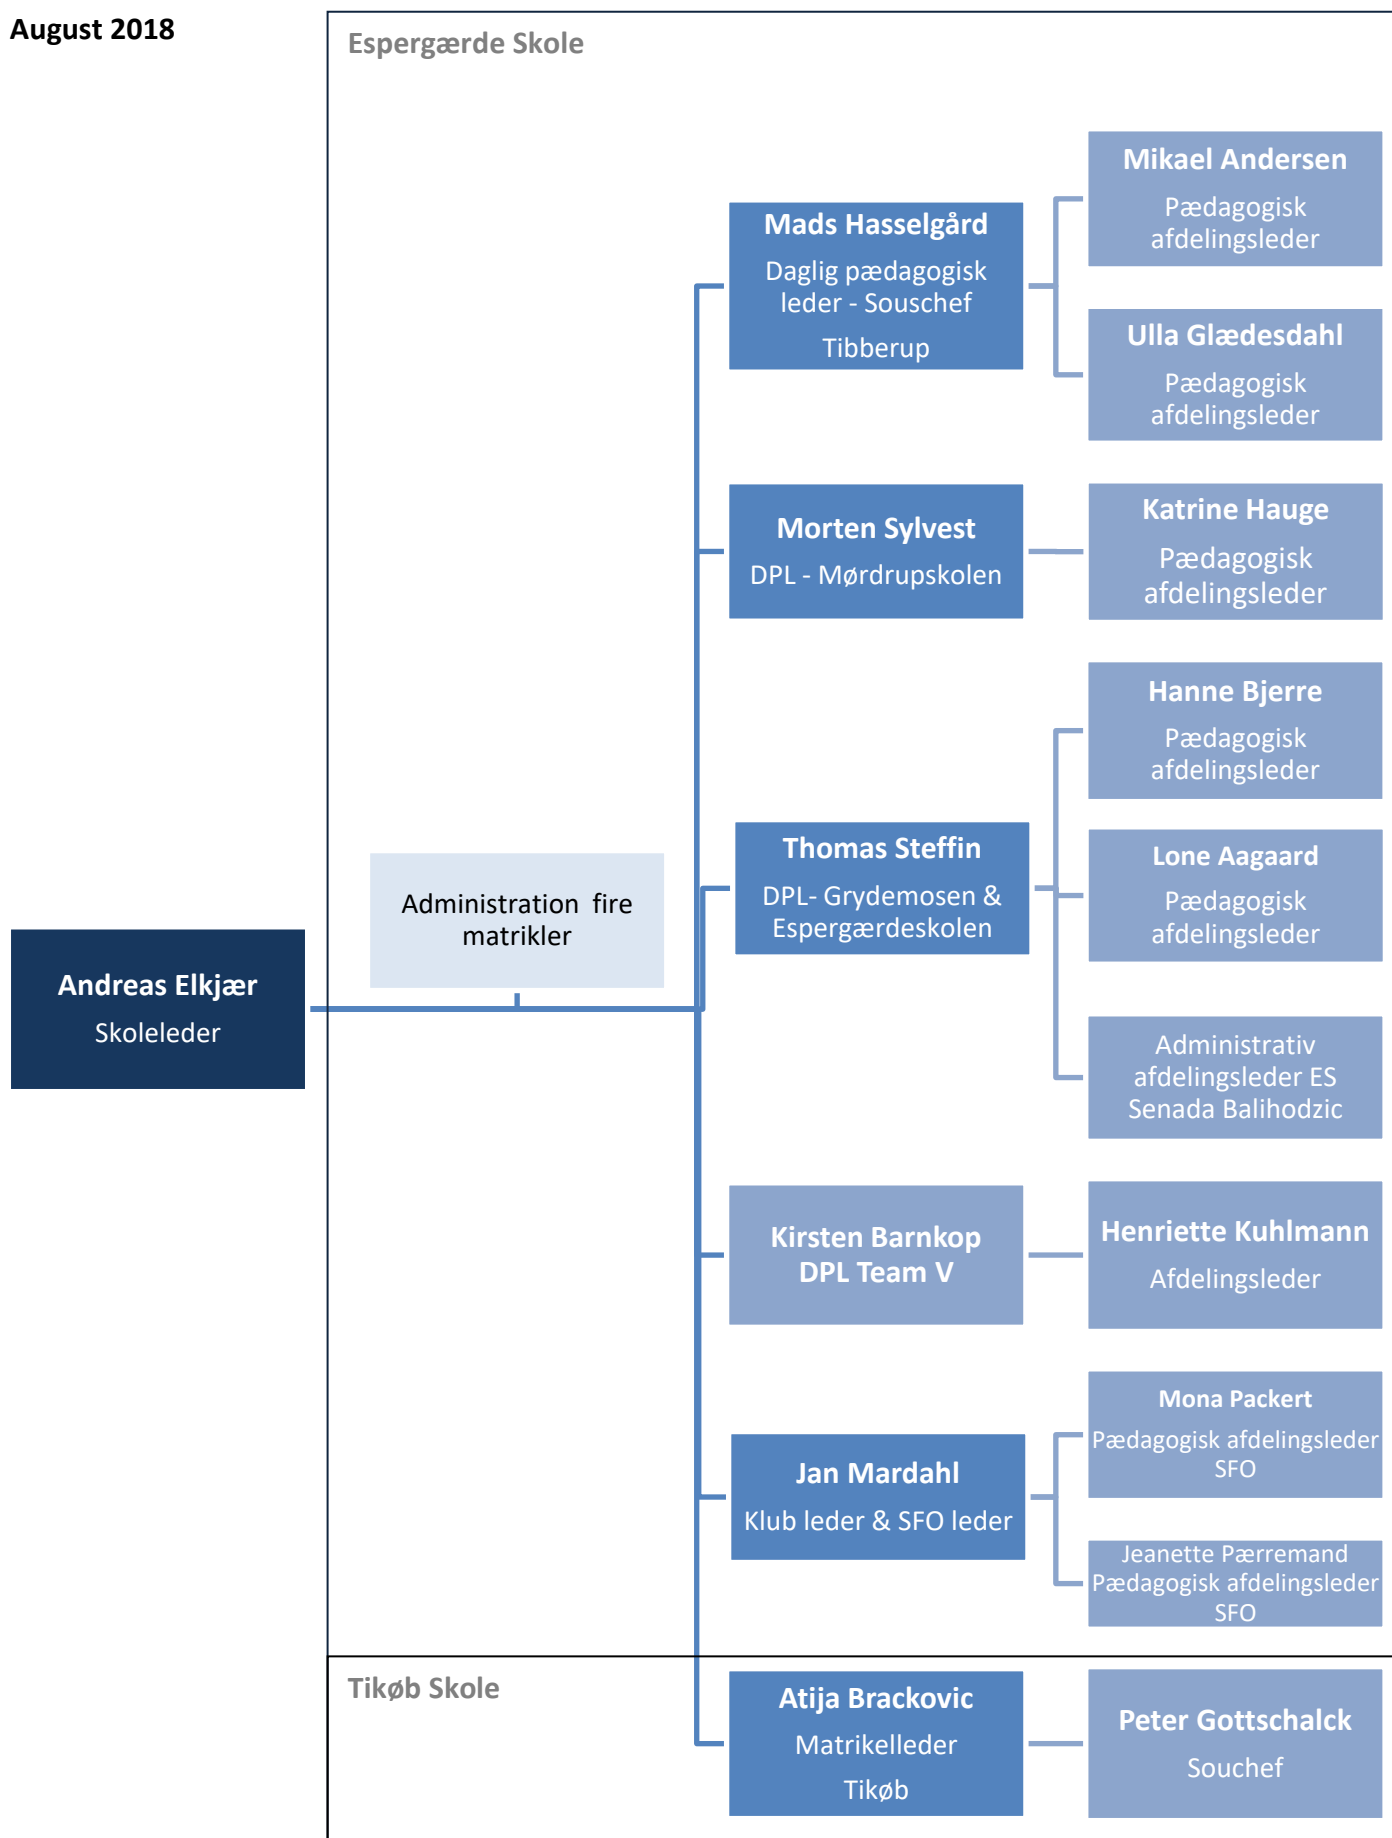 August 2018
Espergærde Skole
Mikael Andersen
Pædagogisk
afdelingsleder
Mads Hasselgård
Daglig pædagogisk
leder - Souschef
Tibberup
Ulla Glædesdahl
Pædagogisk
afdelingsleder
Morten Sylvest
DPL - Mørdrupskolen
Katrine Hauge
Pædagogisk
afdelingsleder
Hanne Bjerre
Pædagogisk
afdelingsleder
Thomas Steffin
DPL- Grydemosen &
Espergærdeskolen
Lone Aagaard
Pædagogisk
afdelingsleder
Administration fire
matrikler
Andreas Elkjær
Skoleleder
Administrativ
afdelingsleder ES
Senada Balihodzic
Kirsten Barnkop
DPL Team V
Henriette Kuhlmann
Afdelingsleder
Mona Packert
Pædagogisk afdelingsleder
SFO
Jan Mardahl
Klub leder & SFO leder
Jeanette Pærremand
Pædagogisk afdelingsleder
SFO
Tikøb Skole
Atija Brackovic
Matrikelleder
Tikøb
Peter Gottschalck
Souchef